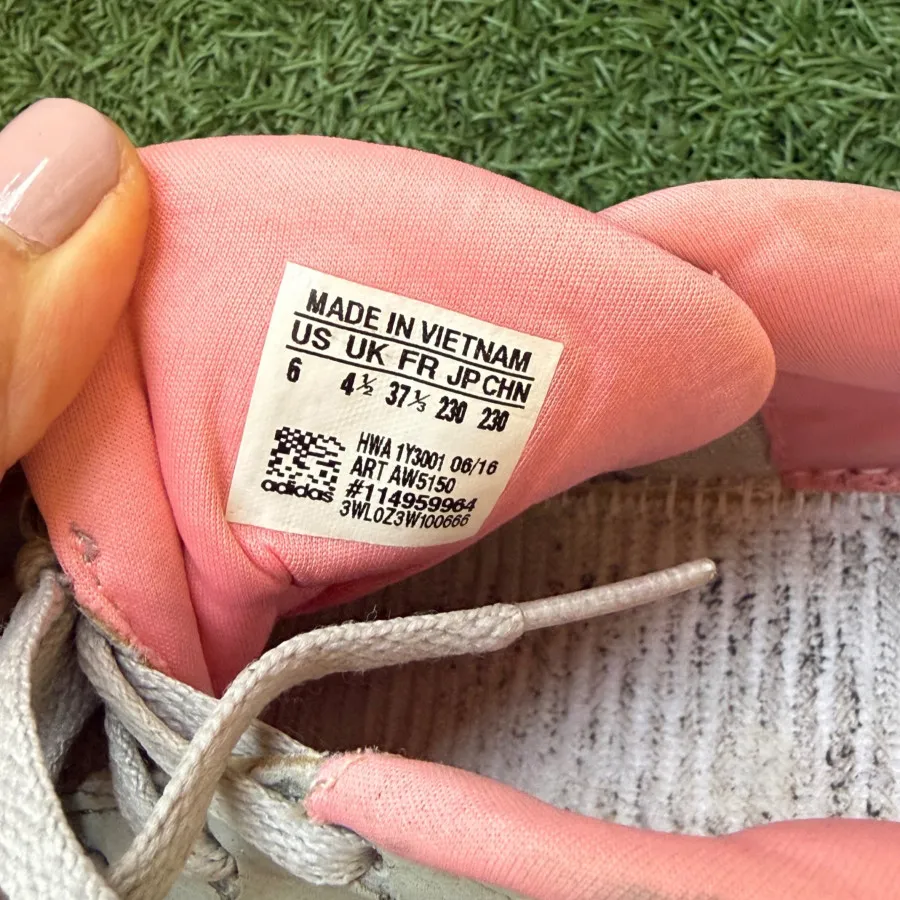 MADE IN VIETNAM
US UK FR JP CHN
6 4½ 37⅓ 230 230
HWA 1Y3001 06/16
ART AW5150
adidas #114959964
3WL0Z3W100666